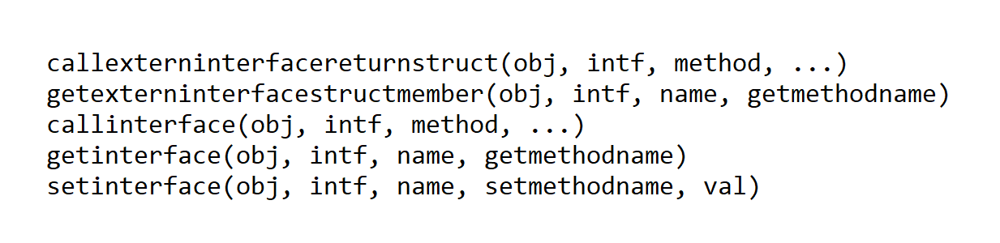 callexterninterfacereturnstruct(obj, intf, method, ...)
getexterninterfacestructmember(obj, intf, name, getmethodname)
callinterface(obj, intf, method, ...)
getinterface(obj, intf, name, getmethodname)
setinterface(obj, intf, name, setmethodname, val)